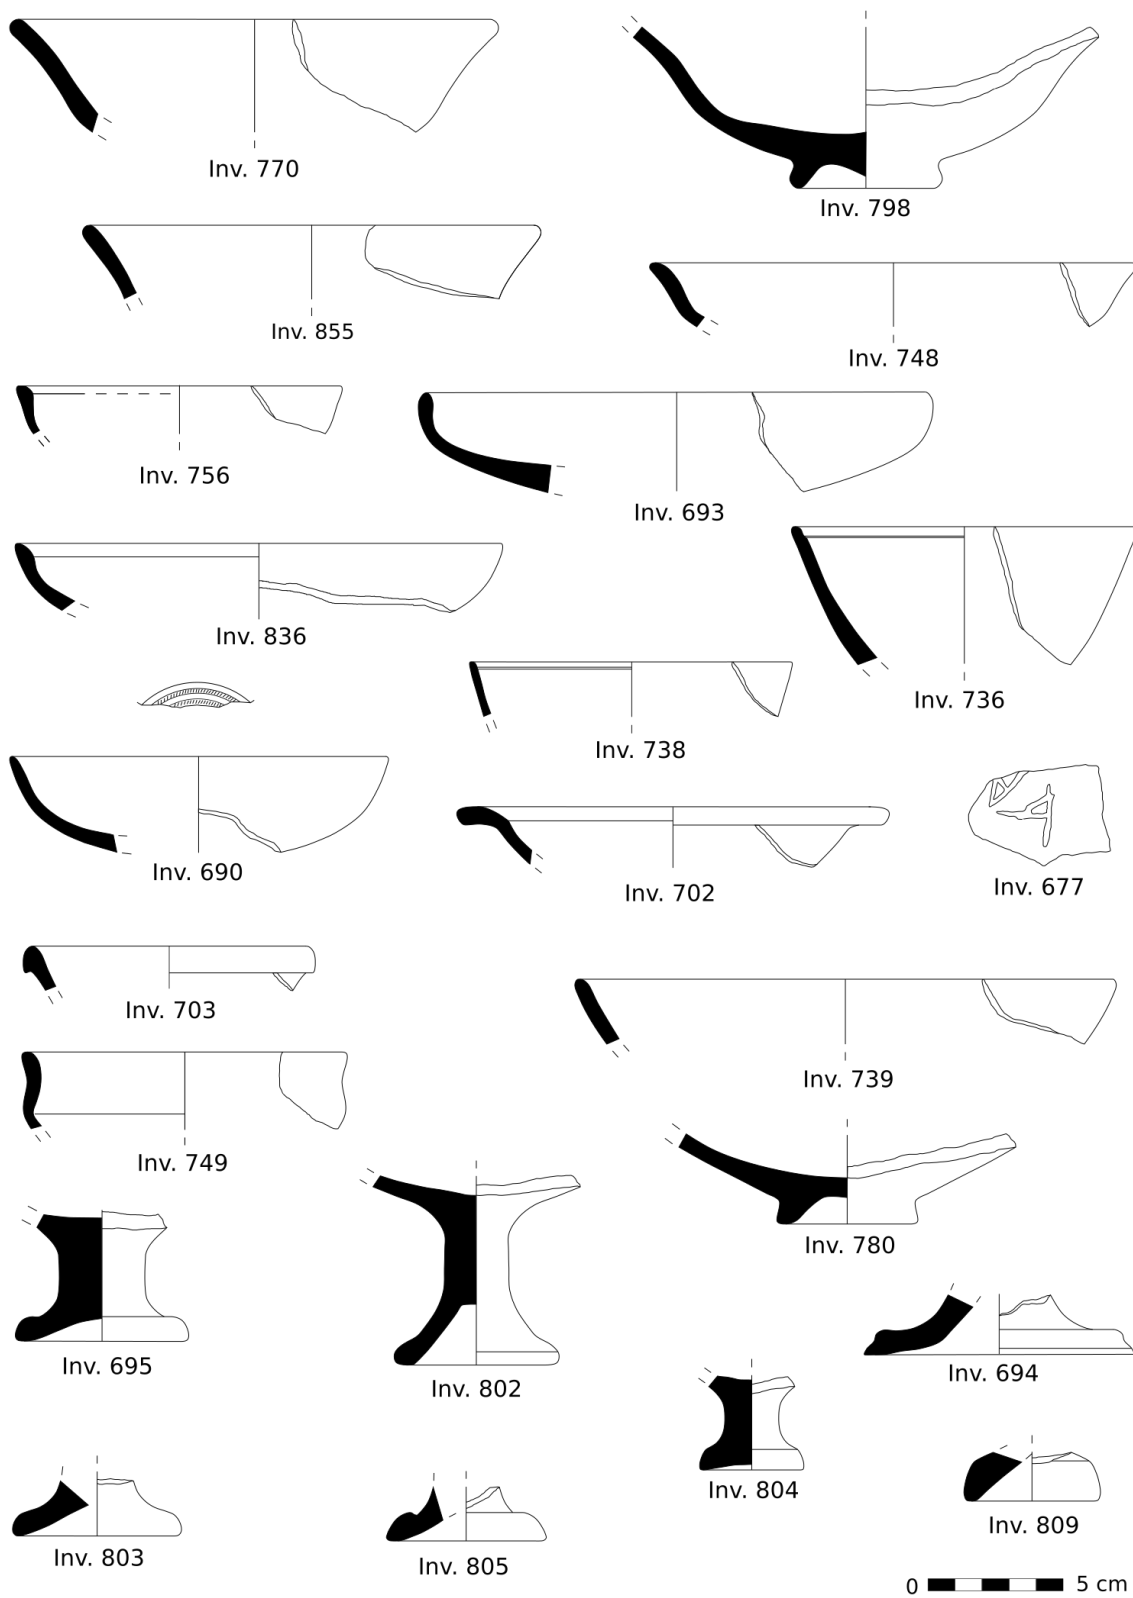 Inv. 770
Inv. 798
Inv. 855
Inv. 748
Inv. 756
Inv. 693
Inv. 836
Inv. 736
Inv. 738
Inv. 690
Inv. 702
Inv. 677
Inv. 703
Inv. 739
Inv. 749
Inv. 780
Inv. 695
Inv. 802
Inv. 694
Inv. 804
Inv. 803
Inv. 805
Inv. 809
0 5 cm